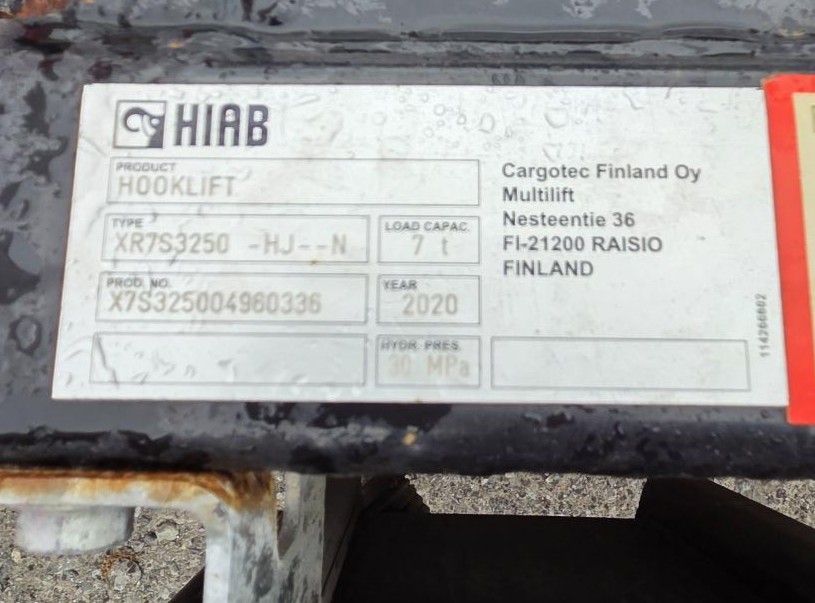 HIAB
PRODUCT
HOOKLIFT
TYPE
XR7S3250 -HJ--N
LOAD CAPAC.
7 t
PROD. NO.
X7S325004960336
YEAR
2020
HYDR PRES.
30 MPa
Cargotec Finland Oy
Multilift
Nesteentie 36
FI-21200 RAISIO
FINLAND